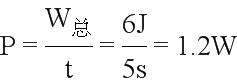 P = W总/t = 6J/5s = 1.2W